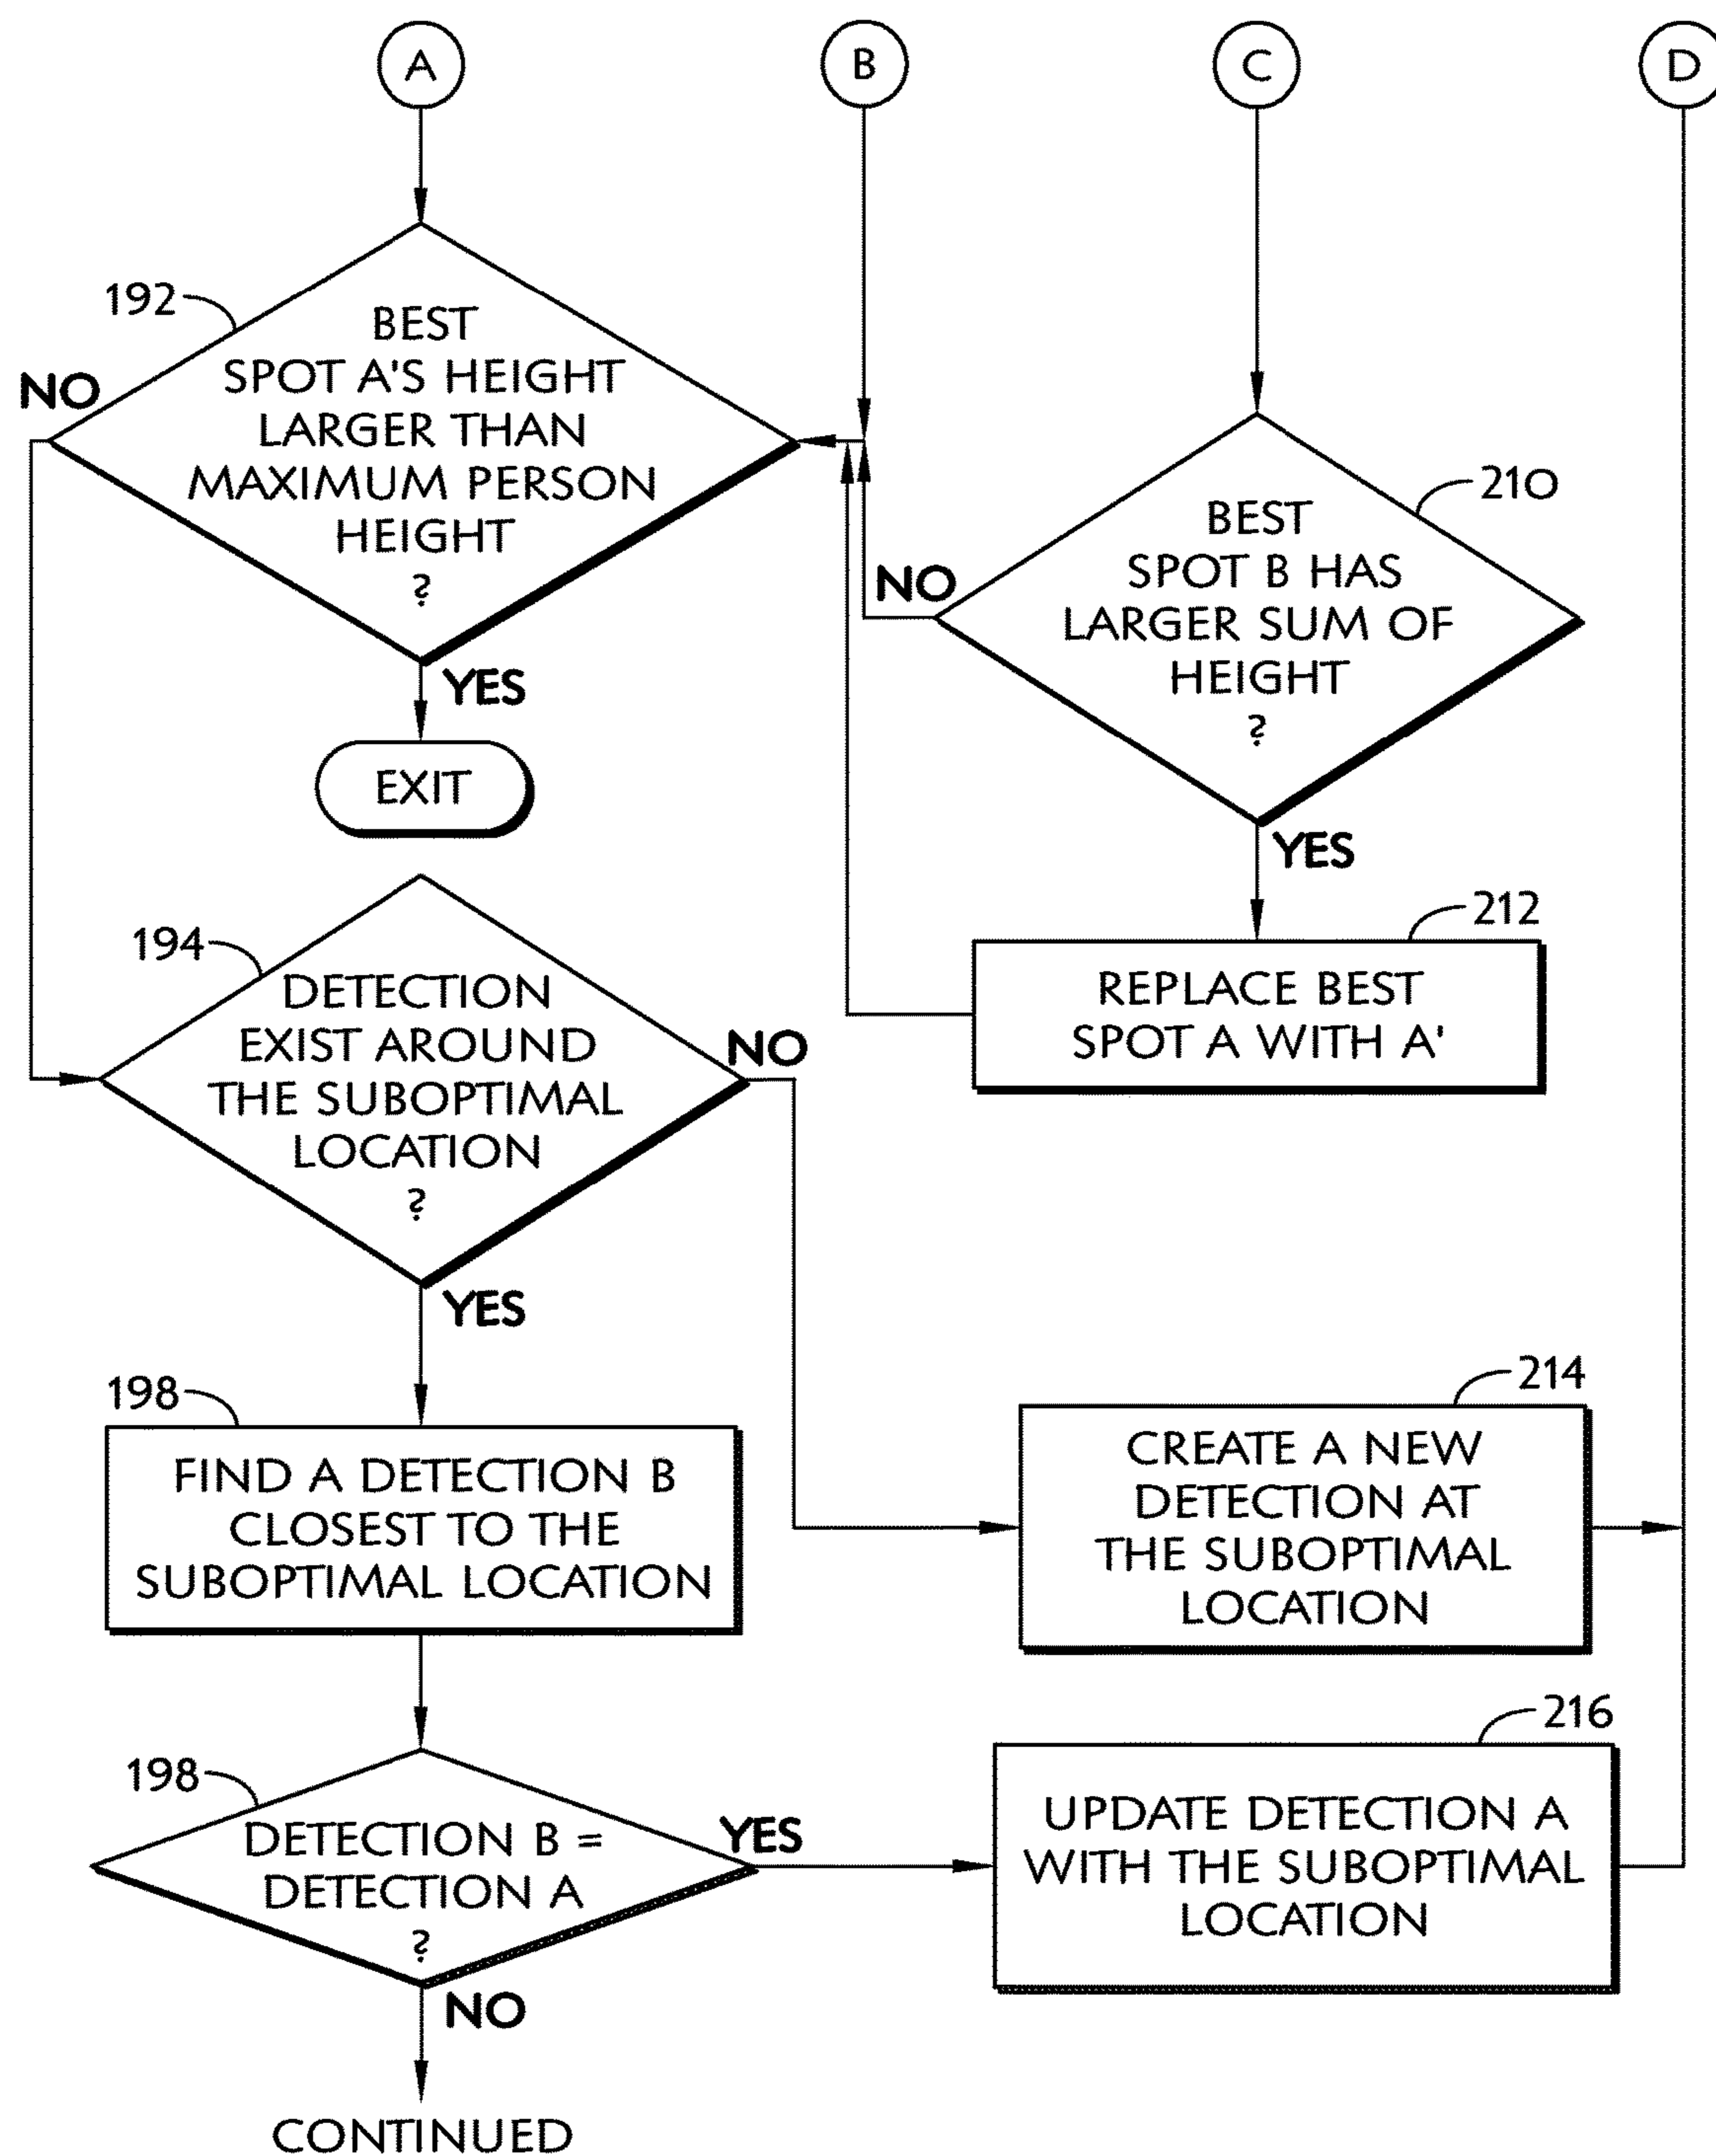 A
B
C
D
192
BEST
SPOT A'S HEIGHT
LARGER THAN
MAXIMUM PERSON
HEIGHT
?
NO
YES
EXIT
210
BEST
SPOT B HAS
LARGER SUM OF
HEIGHT
?
NO
YES
212
REPLACE BEST
SPOT A WITH A'
194
DETECTION
EXIST AROUND
THE SUBOPTIMAL
LOCATION
?
NO
YES
198
FIND A DETECTION B
CLOSEST TO THE
SUBOPTIMAL LOCATION
214
CREATE A NEW
DETECTION AT
THE SUBOPTIMAL
LOCATION
198
DETECTION B =
DETECTION A
?
YES
NO
216
UPDATE DETECTION A
WITH THE SUBOPTIMAL
LOCATION
CONTINUED